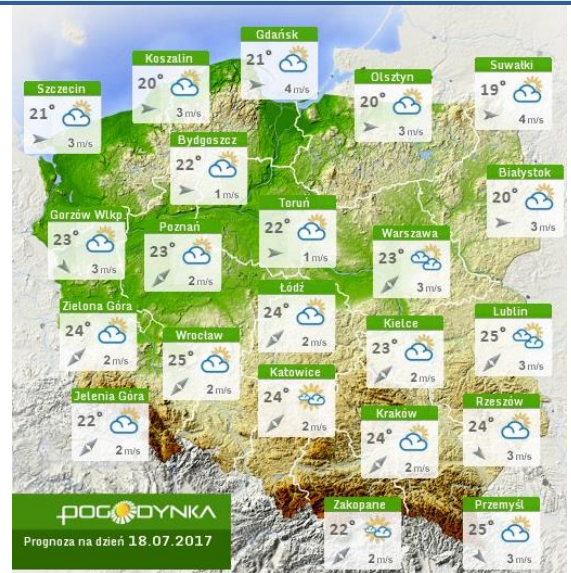 Gdańsk
21°
4 m/s
Koszalin
20°
3 m/s
Szczecin
21°
3 m/s
Olsztyn
20°
3 m/s
Suwałki
19°
4 m/s
Bydgoszcz
22°
1 m/s
Białystok
20°
3 m/s
Gorzów Wlkp.
23°
3 m/s
Poznań
23°
2 m/s
Toruń
22°
1 m/s
Warszawa
23°
3 m/s
Zielona Góra
24°
2 m/s
Łódź
24°
2 m/s
Wrocław
25°
2 m/s
Kielce
23°
2 m/s
Lublin
25°
3 m/s
Katowice
24°
2 m/s
Jelenia Góra
22°
2 m/s
Kraków
24°
2 m/s
Rzeszów
24°
3 m/s
Zakopane
22°
2 m/s
Przemyśl
25°
3 m/s
POGODYNKA
Prognoza na dzień 18.07.2017